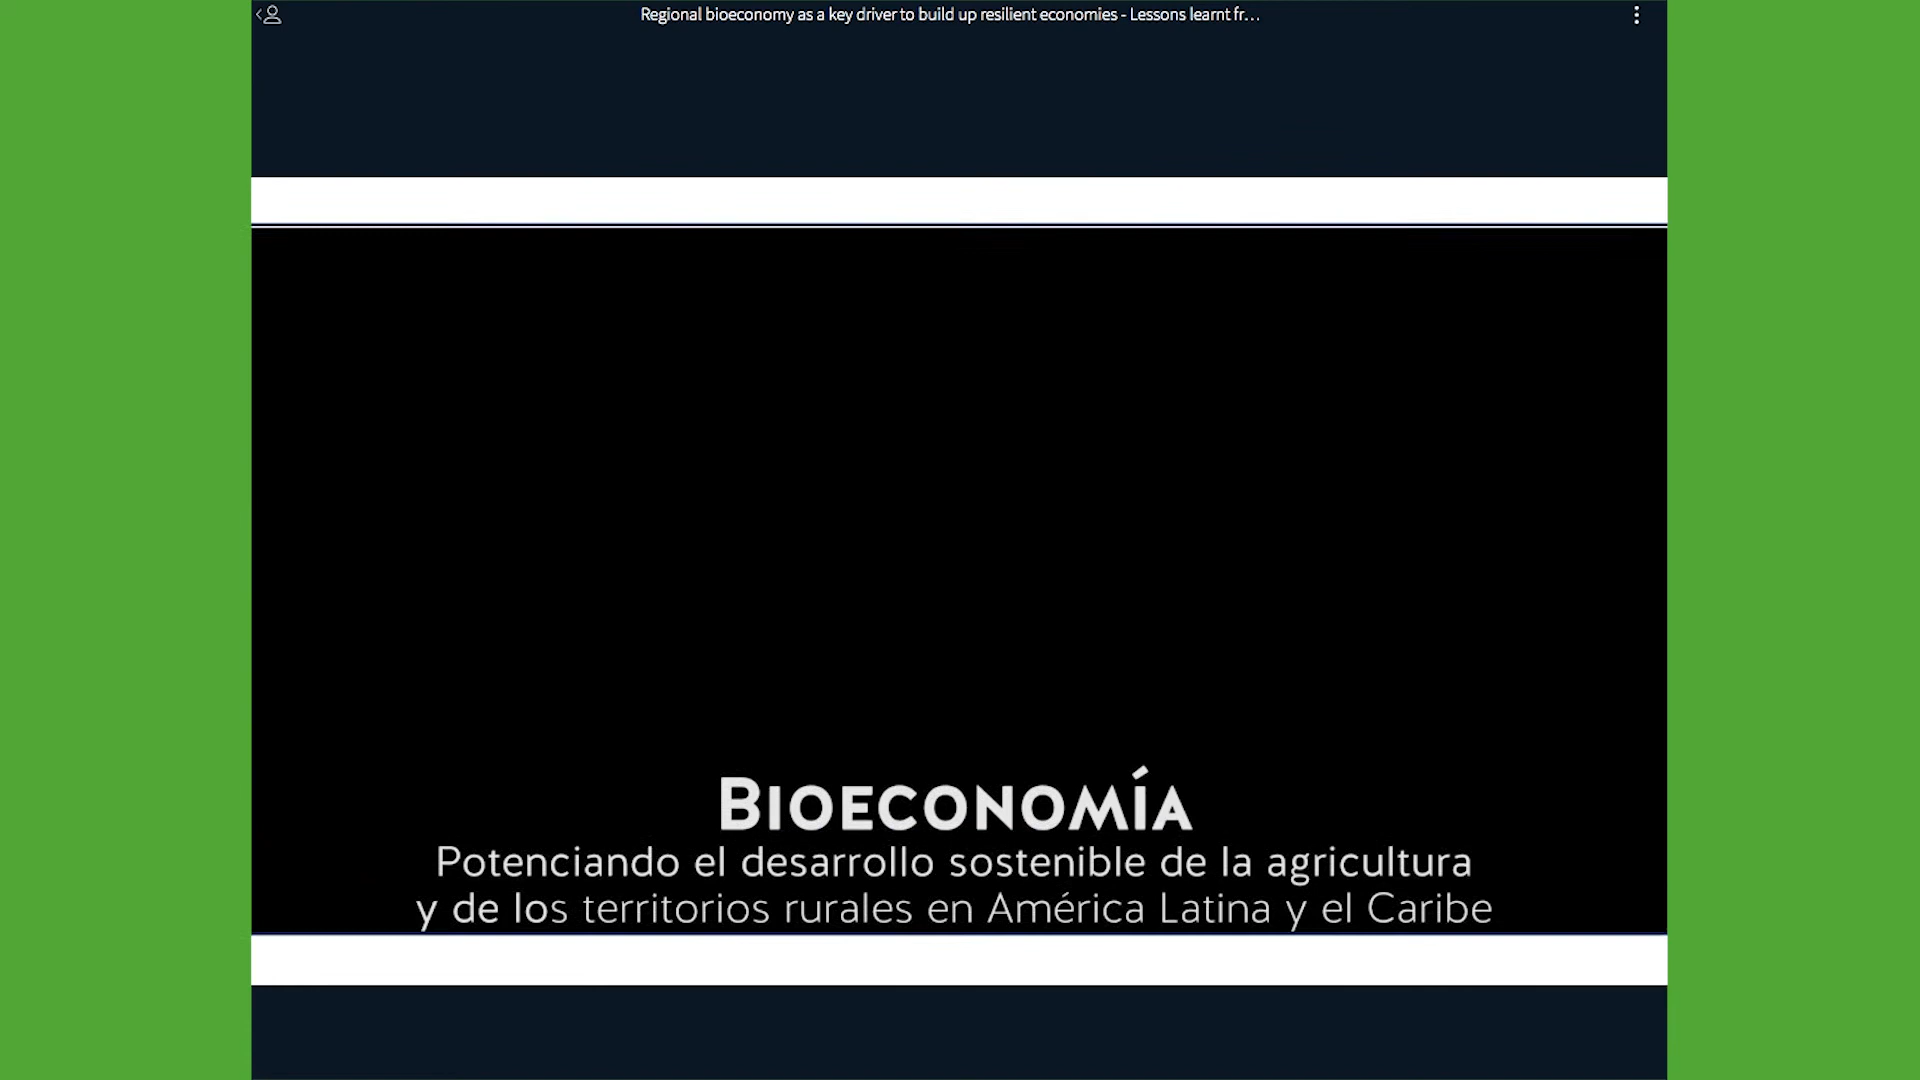 Regional bioeconomy as a key driver to build up resilient economies - Lessons learnt fr...
BIOECONOMÍA
Potenciando el desarrollo sostenible de la agricultura
y de los territorios rurales en América Latina y el Caribe